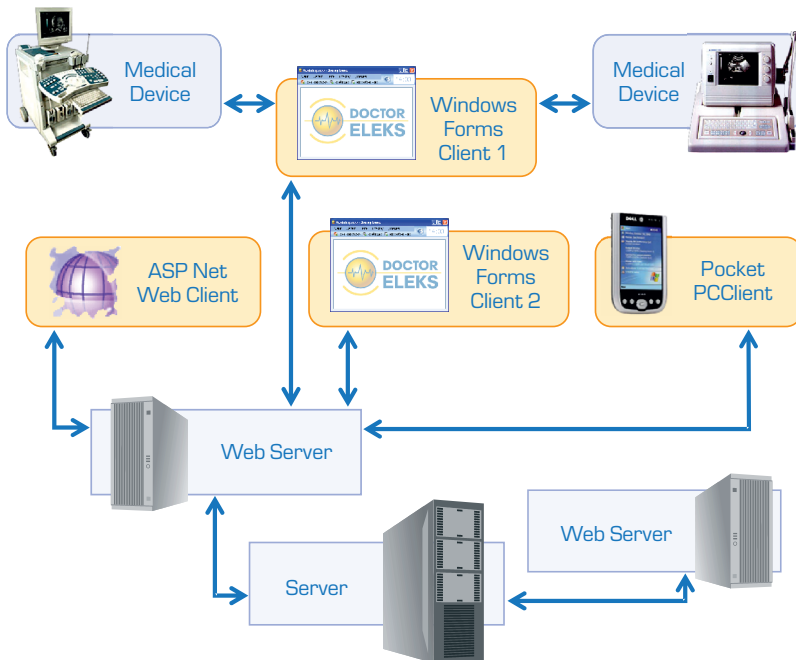 Medical
Device
DOCTOR
ELEKS
Windows
Forms
Client 1
Medical
Device
ASP Net
Web Client
DOCTOR
ELEKS
Windows
Forms
Client 2
DELL
Pocket
PCClient
Web Server
Web Server
Server